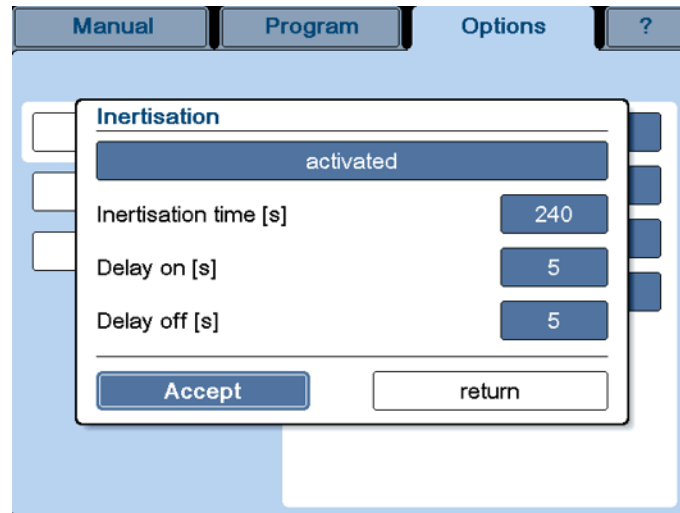 Manual Program Options ?
Inertisation
activated
Inertisation time [s] 240
Delay on [s] 5
Delay off [s] 5
Accept return